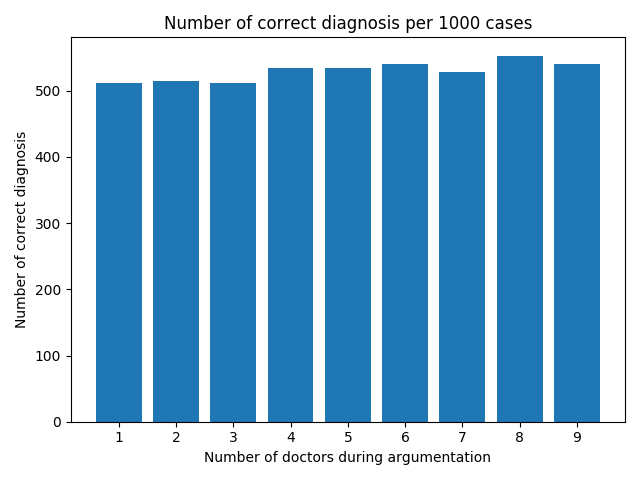 Number of correct diagnosis per 1000 cases
Number of correct diagnosis
500
400
300
200
100
0
1 2 3 4 5 6 7 8 9
Number of doctors during argumentation